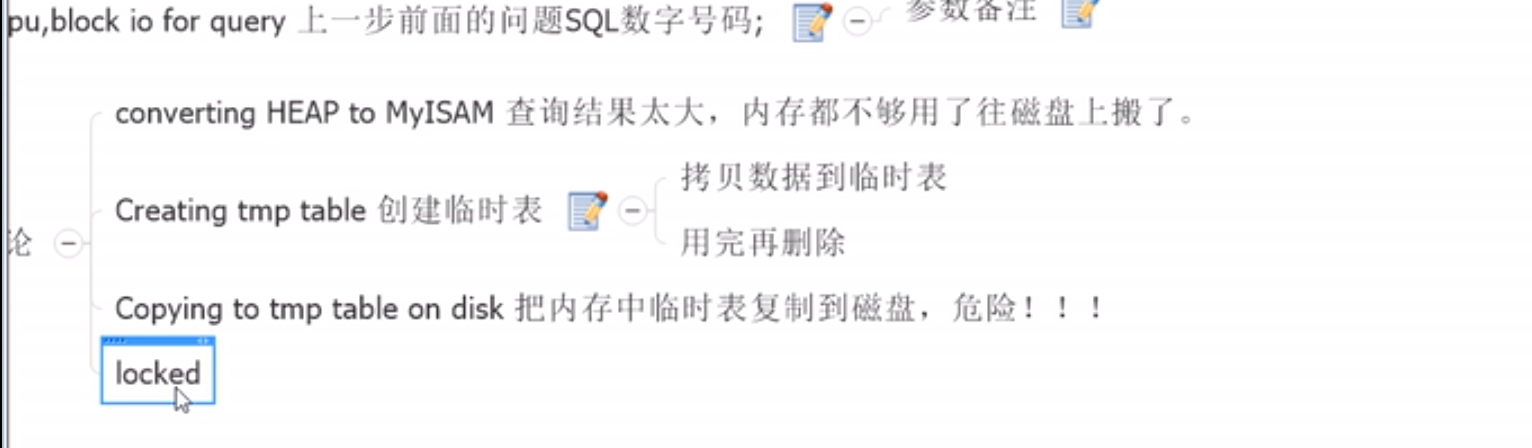 pu,block io for query 上一步前面的问题SQL数字号码;
参数备注
converting HEAP to MyISAM 查询结果太大，内存都不够用了往磁盘上搬了。
Creating tmp table 创建临时表
拷贝数据到临时表
用完再删除
论
Copying to tmp table on disk 把内存中临时表复制到磁盘，危险！！！
locked